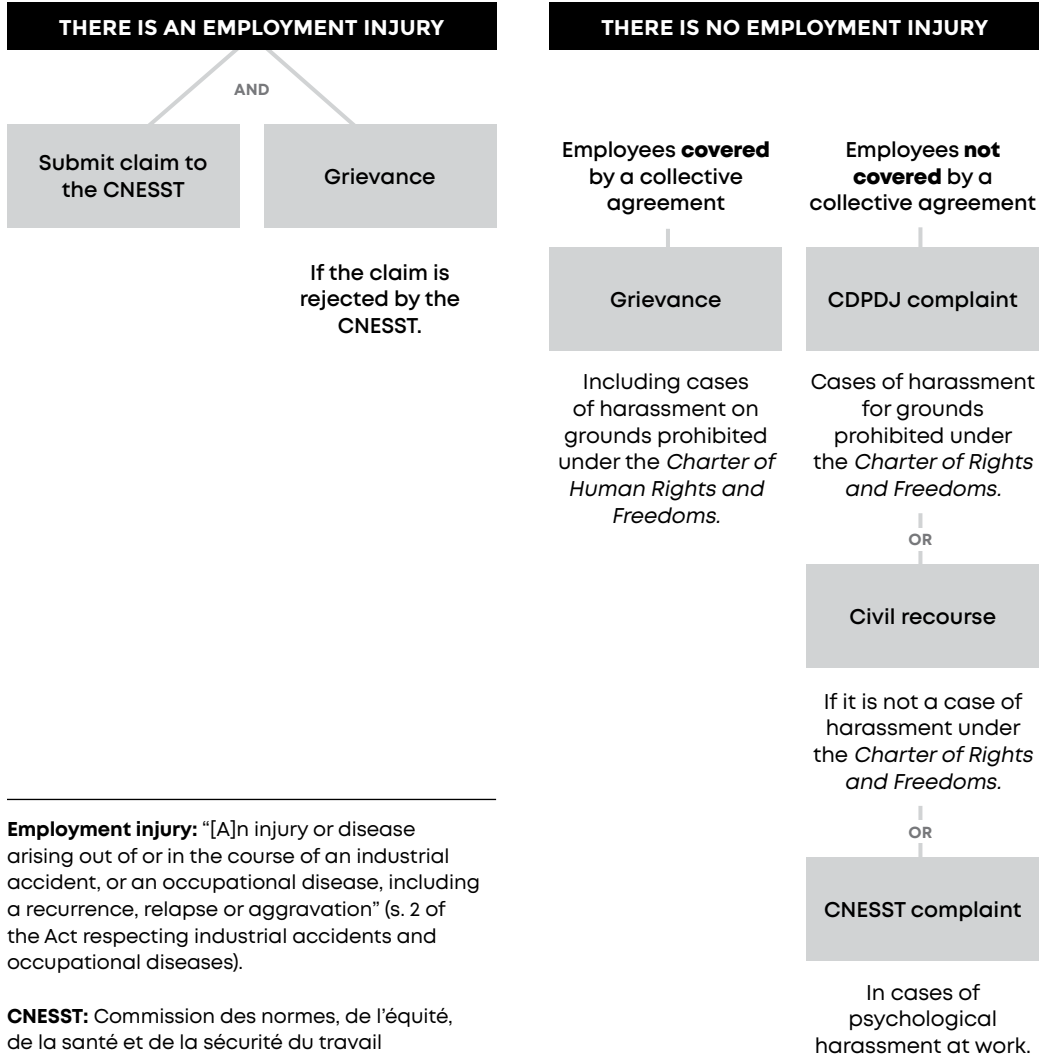 THERE IS AN EMPLOYMENT INJURY
AND
Submit claim to
the CNESST
Grievance
If the claim is
rejected by the
CNESST.
THERE IS NO EMPLOYMENT INJURY
Employees covered
by a collective
agreement
Grievance
Including cases
of harassment on
grounds prohibited
under the Charter of
Human Rights and
Freedoms.
Employees not
covered by a
collective agreement
CDPDJ complaint
Cases of harassment
for grounds
prohibited under
the Charter of Rights
and Freedoms.
OR
Civil recourse
If it is not a case of
harassment under
the Charter of Rights
and Freedoms.
OR
CNESST complaint
In cases of
psychological
harassment at work.
Employment injury: “[A]n injury or disease
arising out of or in the course of an industrial
accident, or an occupational disease, including
a recurrence, relapse or aggravation” (s. 2 of
the Act respecting industrial accidents and
occupational diseases).
CNESST: Commission des normes, de l’équité,
de la santé et de la sécurité du travail